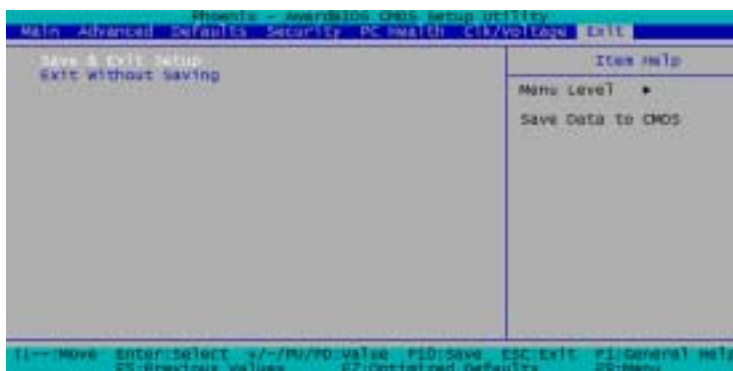 Phoenix - AwardBIOS CMOS Setup Utility
Main Advanced Defaults Security PC Health Clk/Voltage Exit
Save & Exit Setup
Exit Without Saving
Item Help
Menu Level ▸
Save Data to CMOS
:Move Enter:Select +/-/PU/PD Value F10:Save ESC:Exit F1:General Help
F5:Previous Values F7:Optimized Defaults F9:Menu